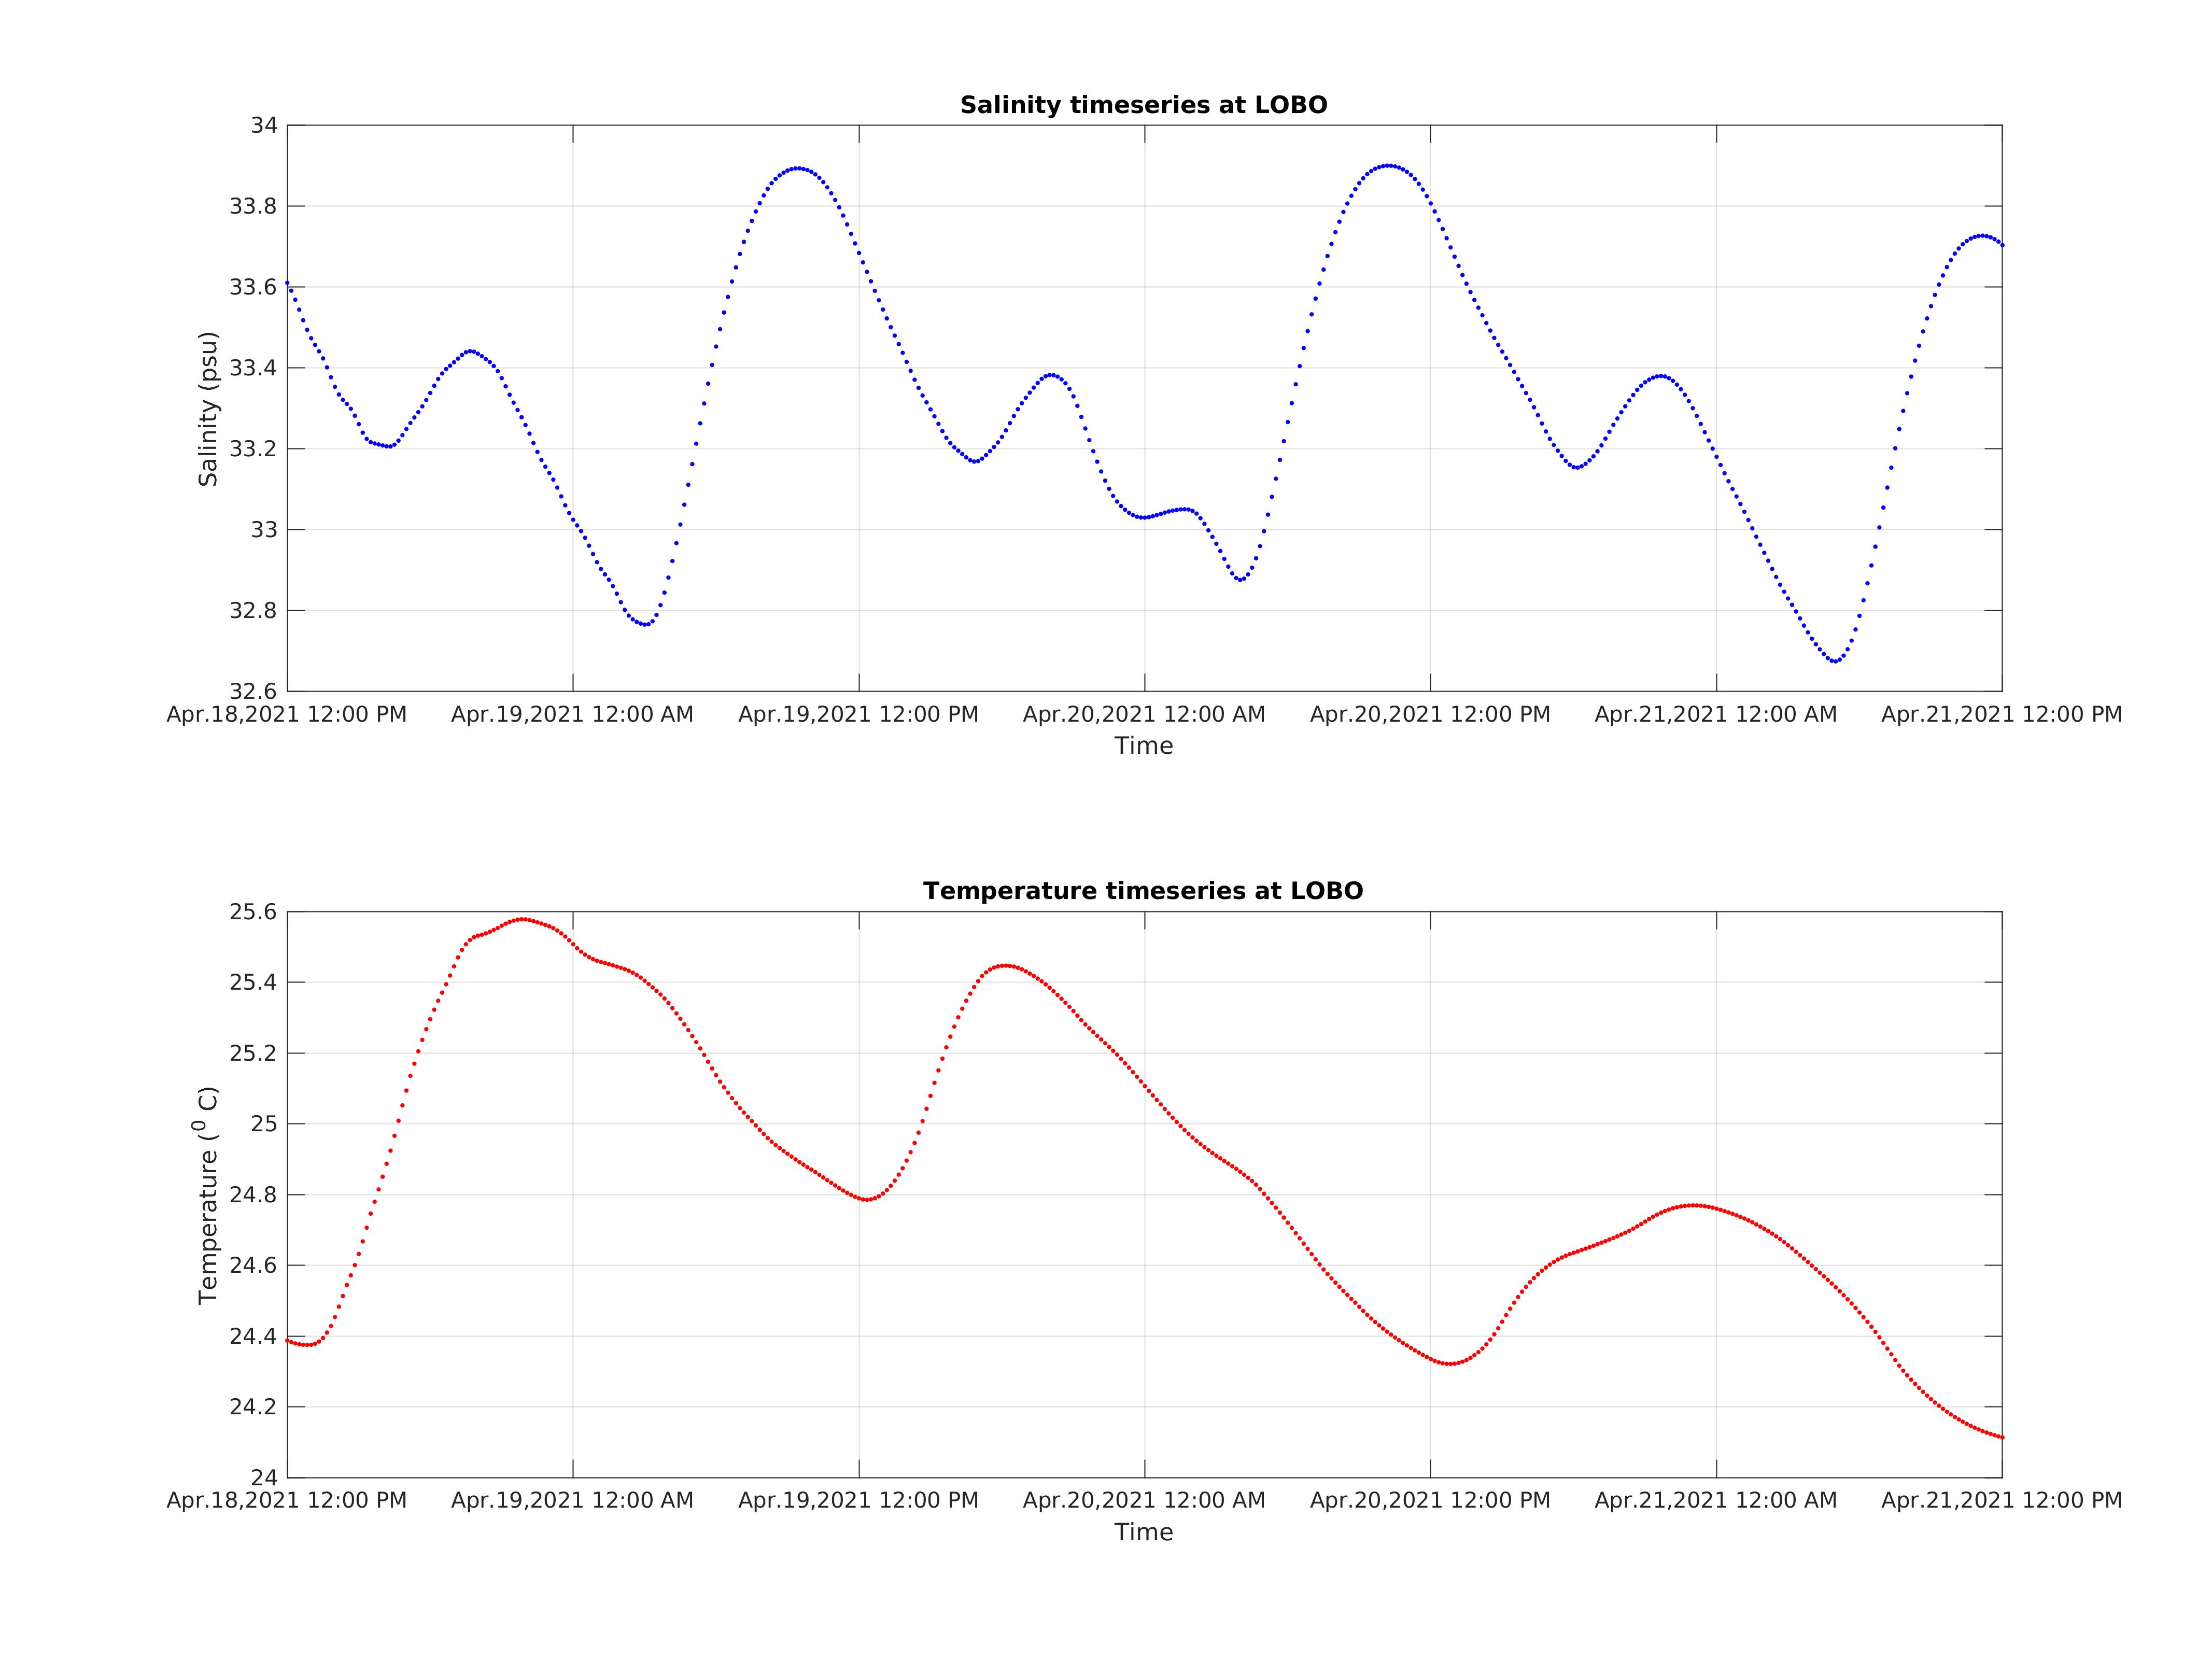 Salinity timeseries at LOBO
34
33.8
33.6
33.4
33.2
33
32.8
32.6
Salinity (psu)
Apr.18,2021 12:00 PM Apr.19,2021 12:00 AM Apr.19,2021 12:00 PM Apr.20,2021 12:00 AM Apr.20,2021 12:00 PM Apr.21,2021 12:00 AM Apr.21,2021 12:00 PM
Time
Temperature timeseries at LOBO
25.6
25.4
25.2
25
24.8
24.6
24.4
24.2
24
Temperature (⁰ C)
Apr.18,2021 12:00 PM Apr.19,2021 12:00 AM Apr.19,2021 12:00 PM Apr.20,2021 12:00 AM Apr.20,2021 12:00 PM Apr.21,2021 12:00 AM Apr.21,2021 12:00 PM
Time